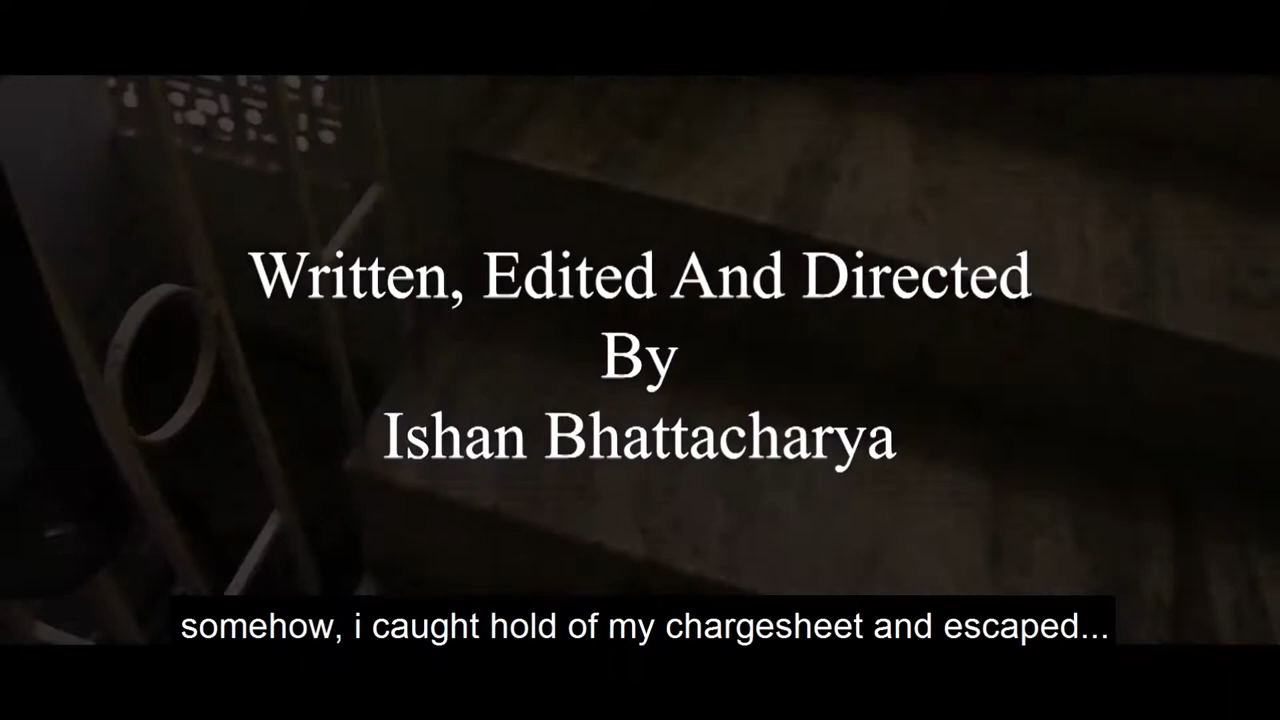 Written, Edited And Directed
By
Ishan Bhattacharya
somehow, i caught hold of my chargesheet and escaped...